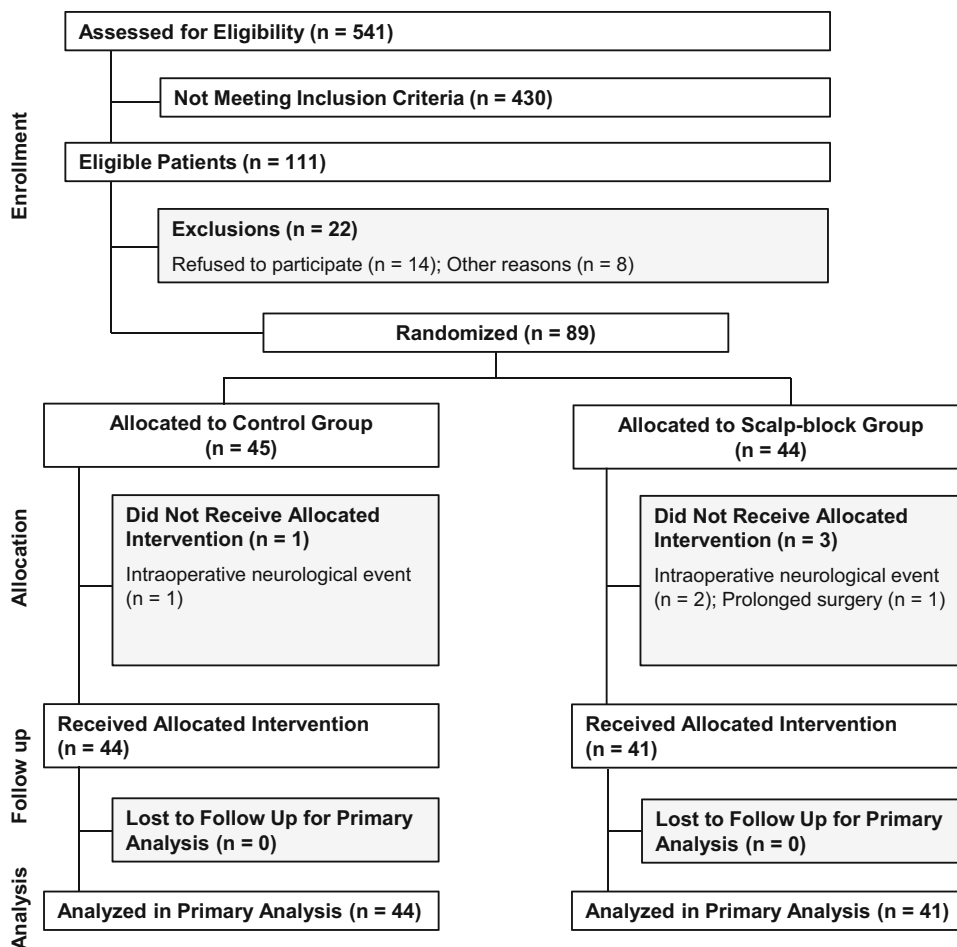 Assessed for Eligibility (n = 541)
Not Meeting Inclusion Criteria (n = 430)
Enrollment
Eligible Patients (n = 111)
Exclusions (n = 22)
Refused to participate (n = 14); Other reasons (n = 8)
Randomized (n = 89)
Allocated to Control Group
(n = 45)
Allocated to Scalp-block Group
(n = 44)
Allocation
Did Not Receive Allocated
Intervention (n = 1)
Intraoperative neurological event
(n = 1)
Did Not Receive Allocated
Intervention (n = 3)
Intraoperative neurological event
(n = 2); Prolonged surgery (n = 1)
Follow up
Received Allocated Intervention
(n = 44)
Received Allocated Intervention
(n = 41)
Lost to Follow Up for Primary
Analysis (n = 0)
Lost to Follow Up for Primary
Analysis (n = 0)
Analysis
Analyzed in Primary Analysis (n = 44)
Analyzed in Primary Analysis (n = 41)